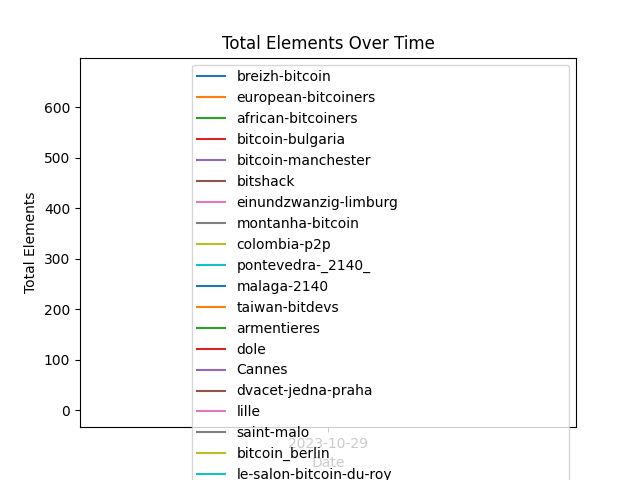 Total Elements Over Time
Total Elements
600
500
400
300
200
100
0
breizh-bitcoin
european-bitcoiners
african-bitcoiners
bitcoin-bulgaria
bitcoin-manchester
bitshack
einundzwanzig-limburg
montanha-bitcoin
colombia-p2p
pontevedra-_2140_
malaga-2140
taiwan-bitdevs
armentieres
dole
Cannes
dvacet-jedna-praha
lille
saint-malo
bitcoin_berlin
le-salon-bitcoin-du-roy
2023-10-29
Date